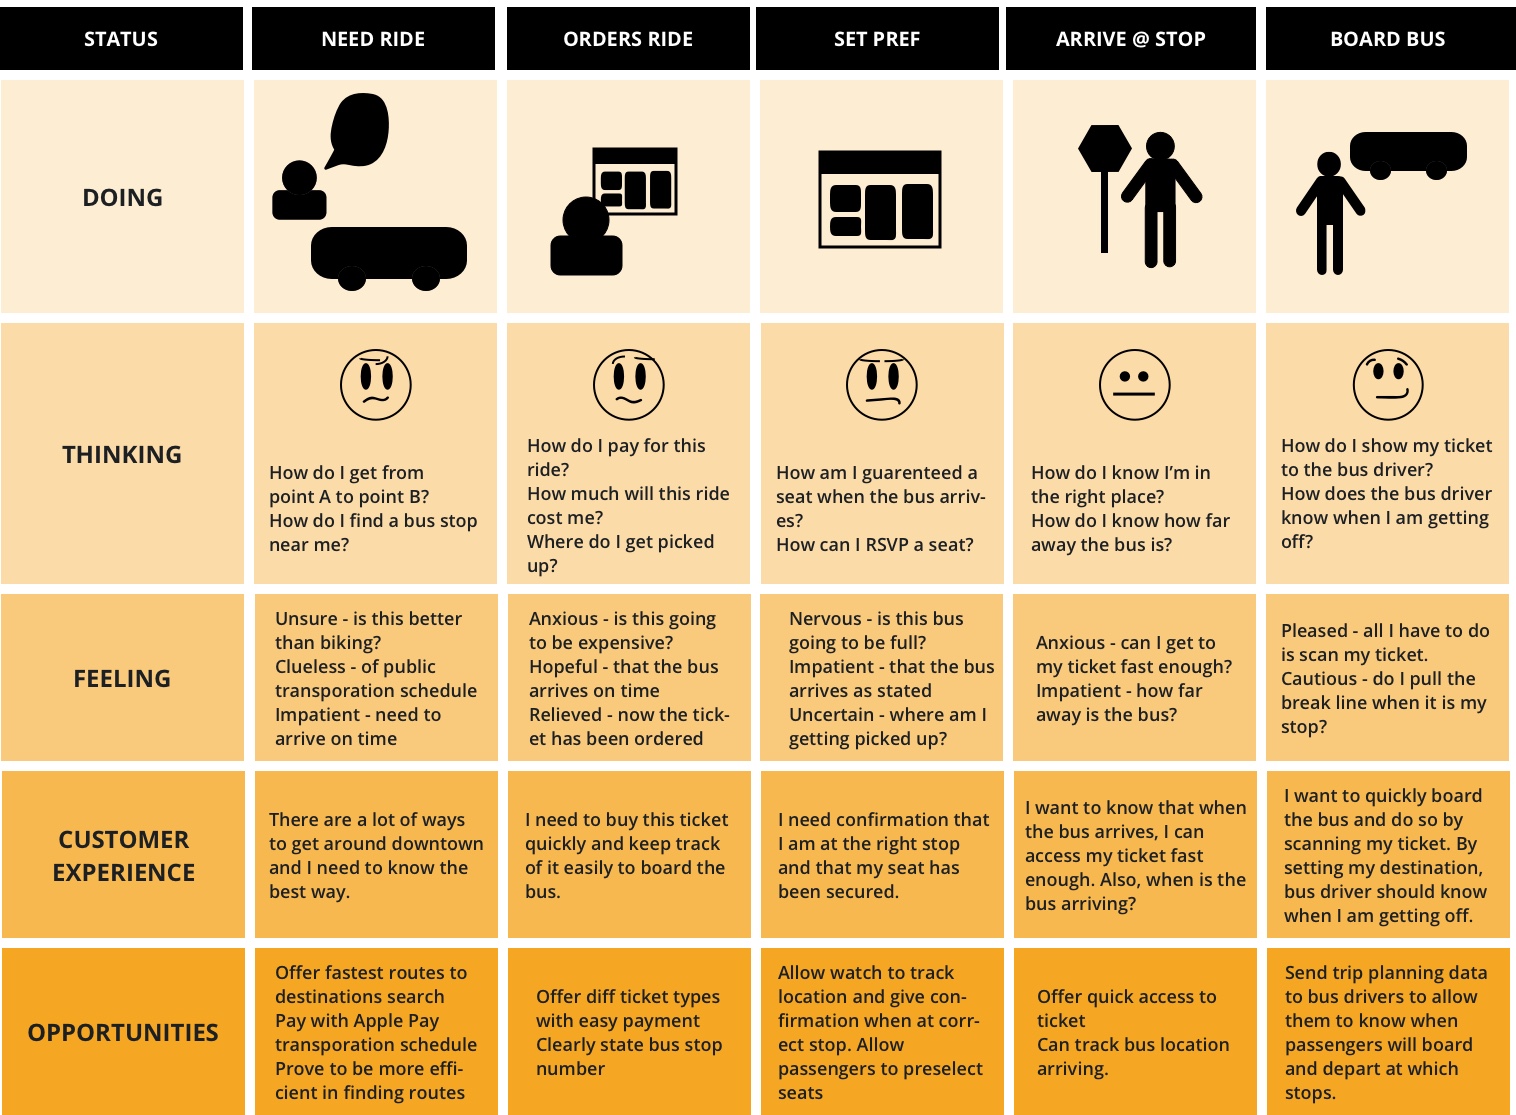 STATUS
NEED RIDE
ORDERS RIDE
SET PREF
ARRIVE @ STOP
BOARD BUS
DOING
THINKING
How do I get from
point A to point B?
How do I find a bus stop
near me?
How do I pay for this
ride?
How much will this ride
cost me?
Where do I get picked
up?
How am I guarenteed a
seat when the bus arriv-
es?
How can I RSVP a seat?
How do I know I’m in
the right place?
How do I know how far
away the bus is?
How do I show my ticket
to the bus driver?
How does the bus driver
know when I am getting
off?
FEELING
Unsure - is this better
than biking?
Clueless - of public
transporation schedule
Impatient - need to
arrive on time
Anxious - is this going
to be expensive?
Hopeful - that the bus
arrives on time
Relieved - now the tick-
et has been ordered
Nervous - is this bus
going to be full?
Impatient - that the bus
arrives as stated
Uncertain - where am I
getting picked up?
Anxious - can I get to
my ticket fast enough?
Impatient - how far
away is the bus?
Pleased - all I have to do
is scan my ticket.
Cautious - do I pull the
break line when it is my
stop?
CUSTOMER
EXPERIENCE
There are a lot of ways
to get around downtown
and I need to know the
best way.
I need to buy this ticket
quickly and keep track
of it easily to board the
bus.
I need confirmation that
I am at the right stop
and that my seat has
been secured.
I want to know that when
the bus arrives, I can
access my ticket fast
enough. Also, when is the
bus arriving?
I want to quickly board
the bus and do so by
scanning my ticket. By
setting my destination,
bus driver should know
when I am getting off.
OPPORTUNITIES
Offer fastest routes to
destinations search
Pay with Apple Pay
transporation schedule
Prove to be more effi-
cient in finding routes
Offer diff ticket types
with easy payment
Clearly state bus stop
number
Allow watch to track
location and give con-
firmation when at corr-
ect stop. Allow
passengers to preselect
seats
Offer quick access to
ticket
Can track bus location
arriving.
Send trip planning data
to bus drivers to allow
them to know when
passengers will board
and depart at which
stops.